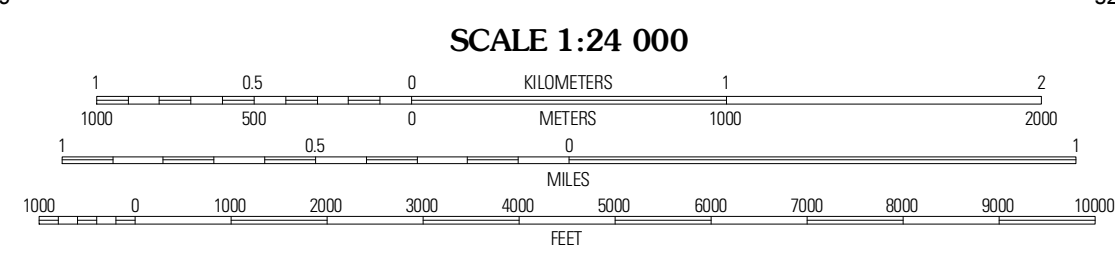 SCALE 1:24 000
1 0.5 0 KILOMETERS 1 2
1000 500 0 METERS 1000 2000
1 0.5 0 1
MILES
1000 0 1000 2000 3000 4000 5000 6000 7000 8000 9000 10000
FEET